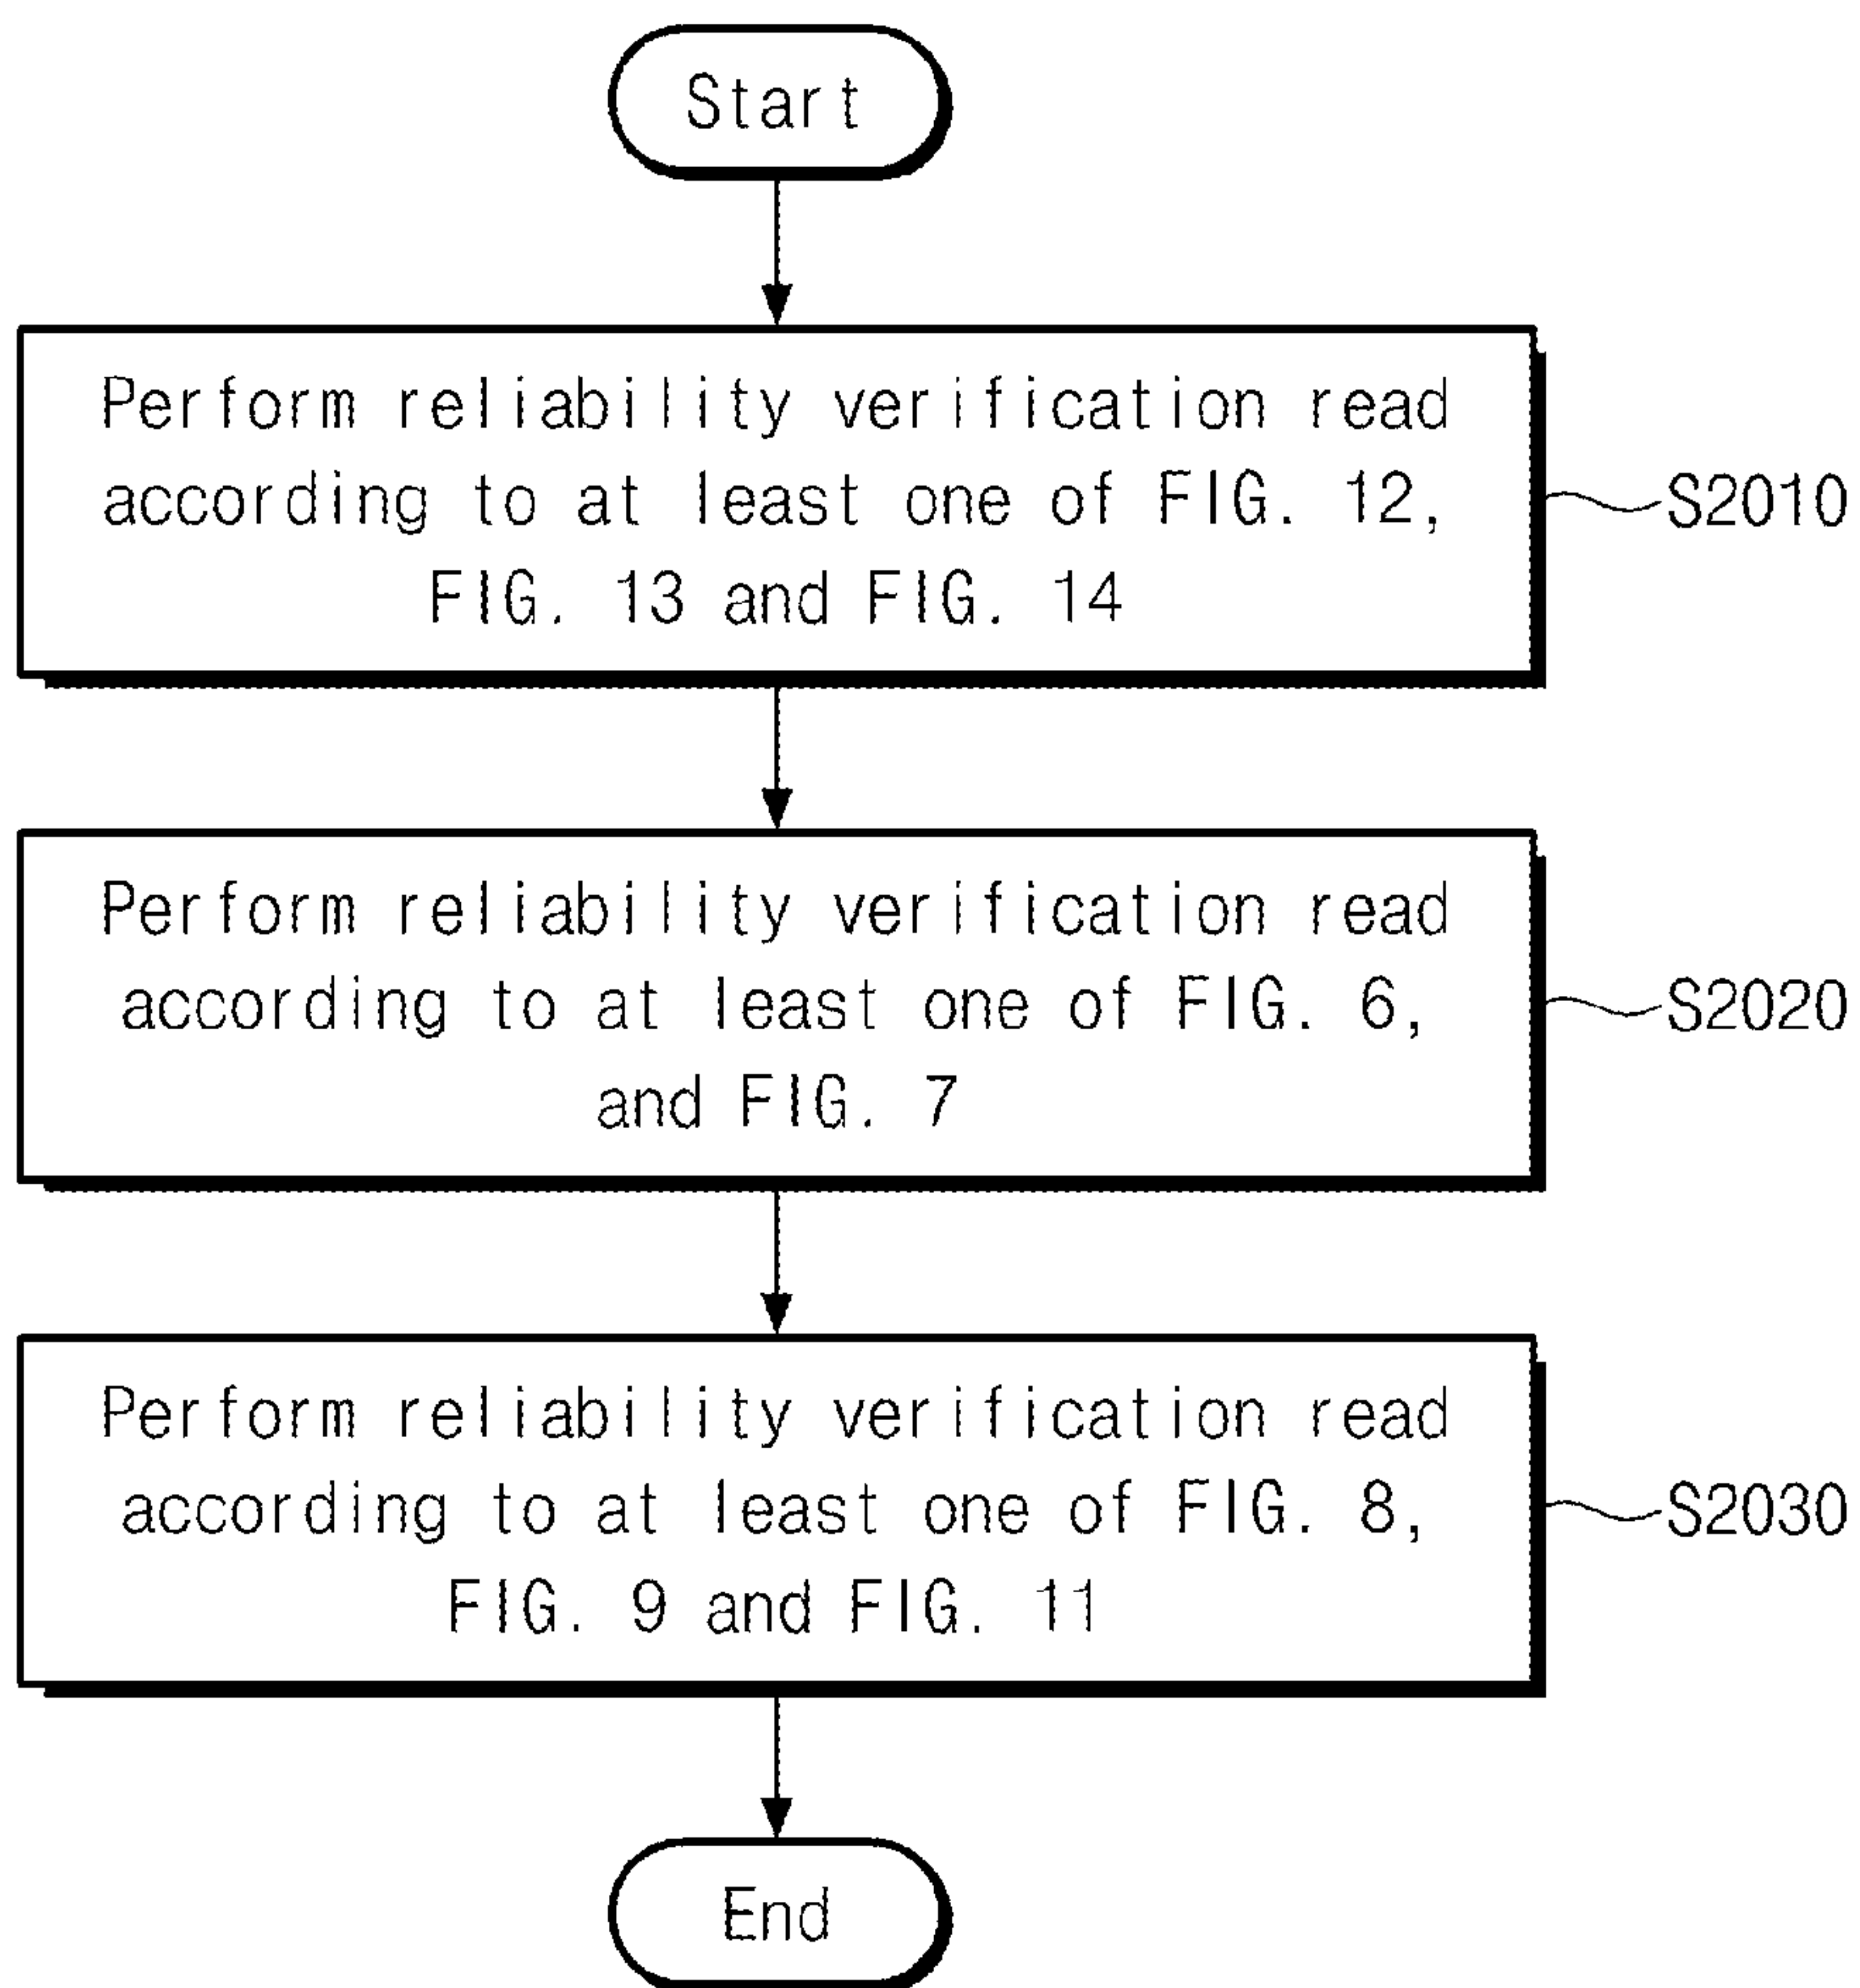 Start
Perform reliability verification read
according to at least one of FIG. 12,
FIG. 13 and FIG. 14
S2010
Perform reliability verification read
according to at least one of FIG. 6,
and FIG. 7
S2020
Perform reliability verification read
according to at least one of FIG. 8,
FIG. 9 and FIG. 11
S2030
End